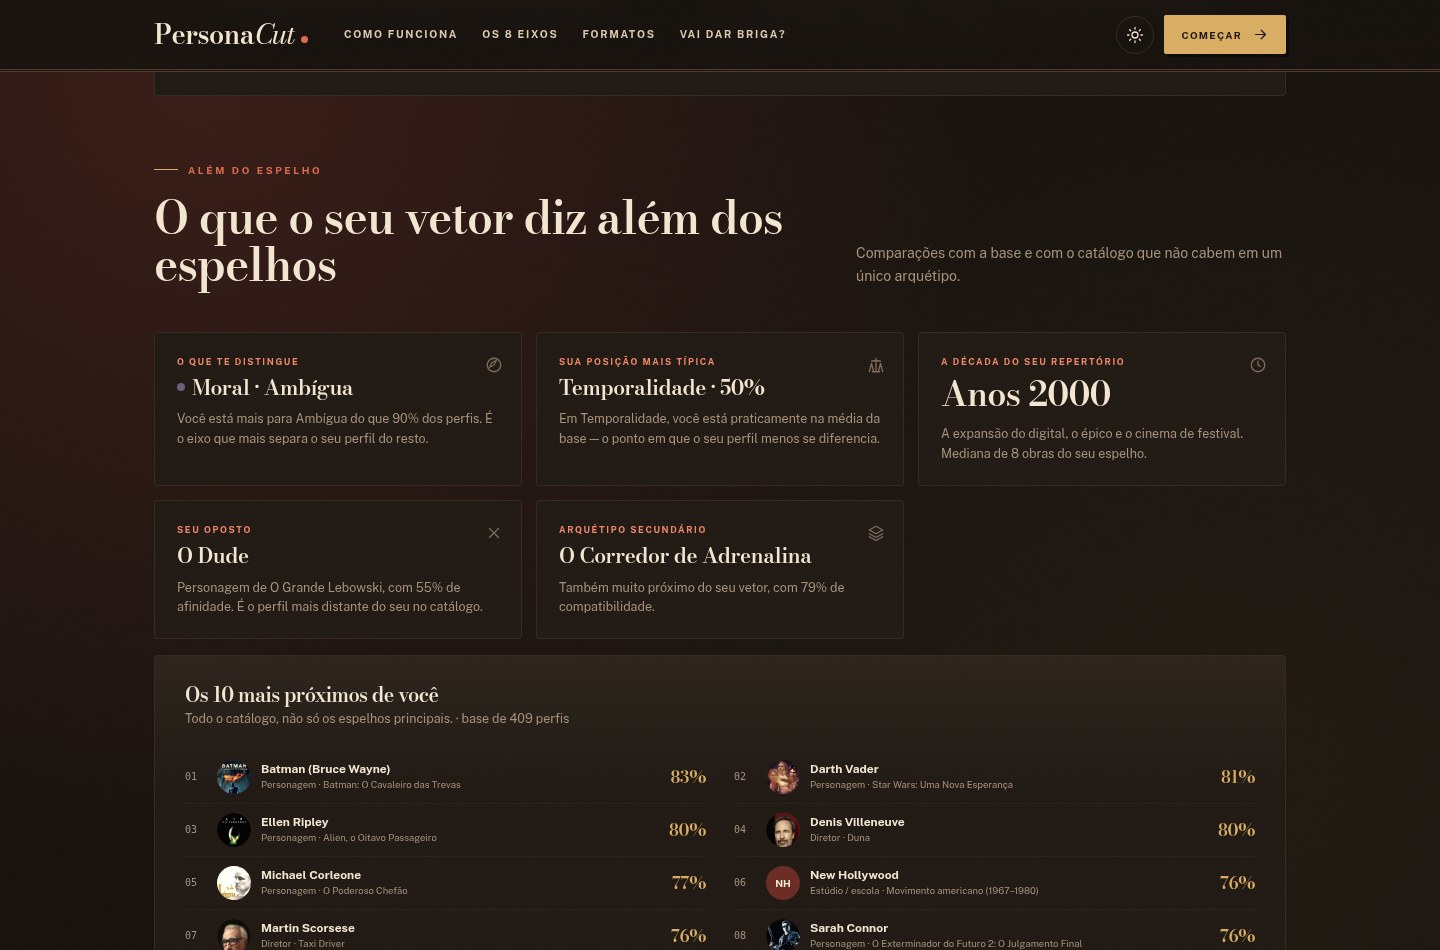 PersonaCut
COMO FUNCIONA
OS 8 EIXOS
FORMATOS
VAI DAR BRIGA?
COMEÇAR
ALÉM DO ESPELHO
O que o seu vetor diz além dos
espelhos
Comparações com a base e com o catálogo que não cabem em um
único arquétipo.
O QUE TE DISTINGUE
Moral · Ambígua
Você está mais para Ambígua do que 90% dos perfis. É
o eixo que mais separa o seu perfil do resto.
SUA POSIÇÃO MAIS TÍPICA
Temporalidade · 50%
Em Temporalidade, você está praticamente na média da
base — o ponto em que o seu perfil menos se diferencia.
A DÉCADA DO SEU REPERTÓRIO
Anos 2000
A expansão do digital, o épico e o cinema de festival.
Mediana de 8 obras do seu espelho.
SEU OPOSTO
O Dude
Personagem de O Grande Lebowski, com 55% de
afinidade. É o perfil mais distante do seu no catálogo.
ARQUÉTIPO SECUNDÁRIO
O Corredor de Adrenalina
Também muito próximo do seu vetor, com 79% de
compatibilidade.
Os 10 mais próximos de você
Todo o catálogo, não só os espelhos principais. · base de 409 perfis
01
BATMAN
Batman (Bruce Wayne)
Personagem · Batman: O Cavaleiro das Trevas
83%
02
Darth Vader
Personagem · Star Wars: Uma Nova Esperança
81%
03
Ellen Ripley
Personagem · Alien, o Oitavo Passageiro
80%
04
Denis Villeneuve
Diretor · Duna
80%
05
Michael Corleone
Personagem · O Poderoso Chefão
77%
06
NH
New Hollywood
Estúdio / escola · Movimento americano (1967–1980)
76%
07
Martin Scorsese
Diretor · Taxi Driver
76%
08
Sarah Connor
Personagem · O Exterminador do Futuro 2: O Julgamento Final
76%